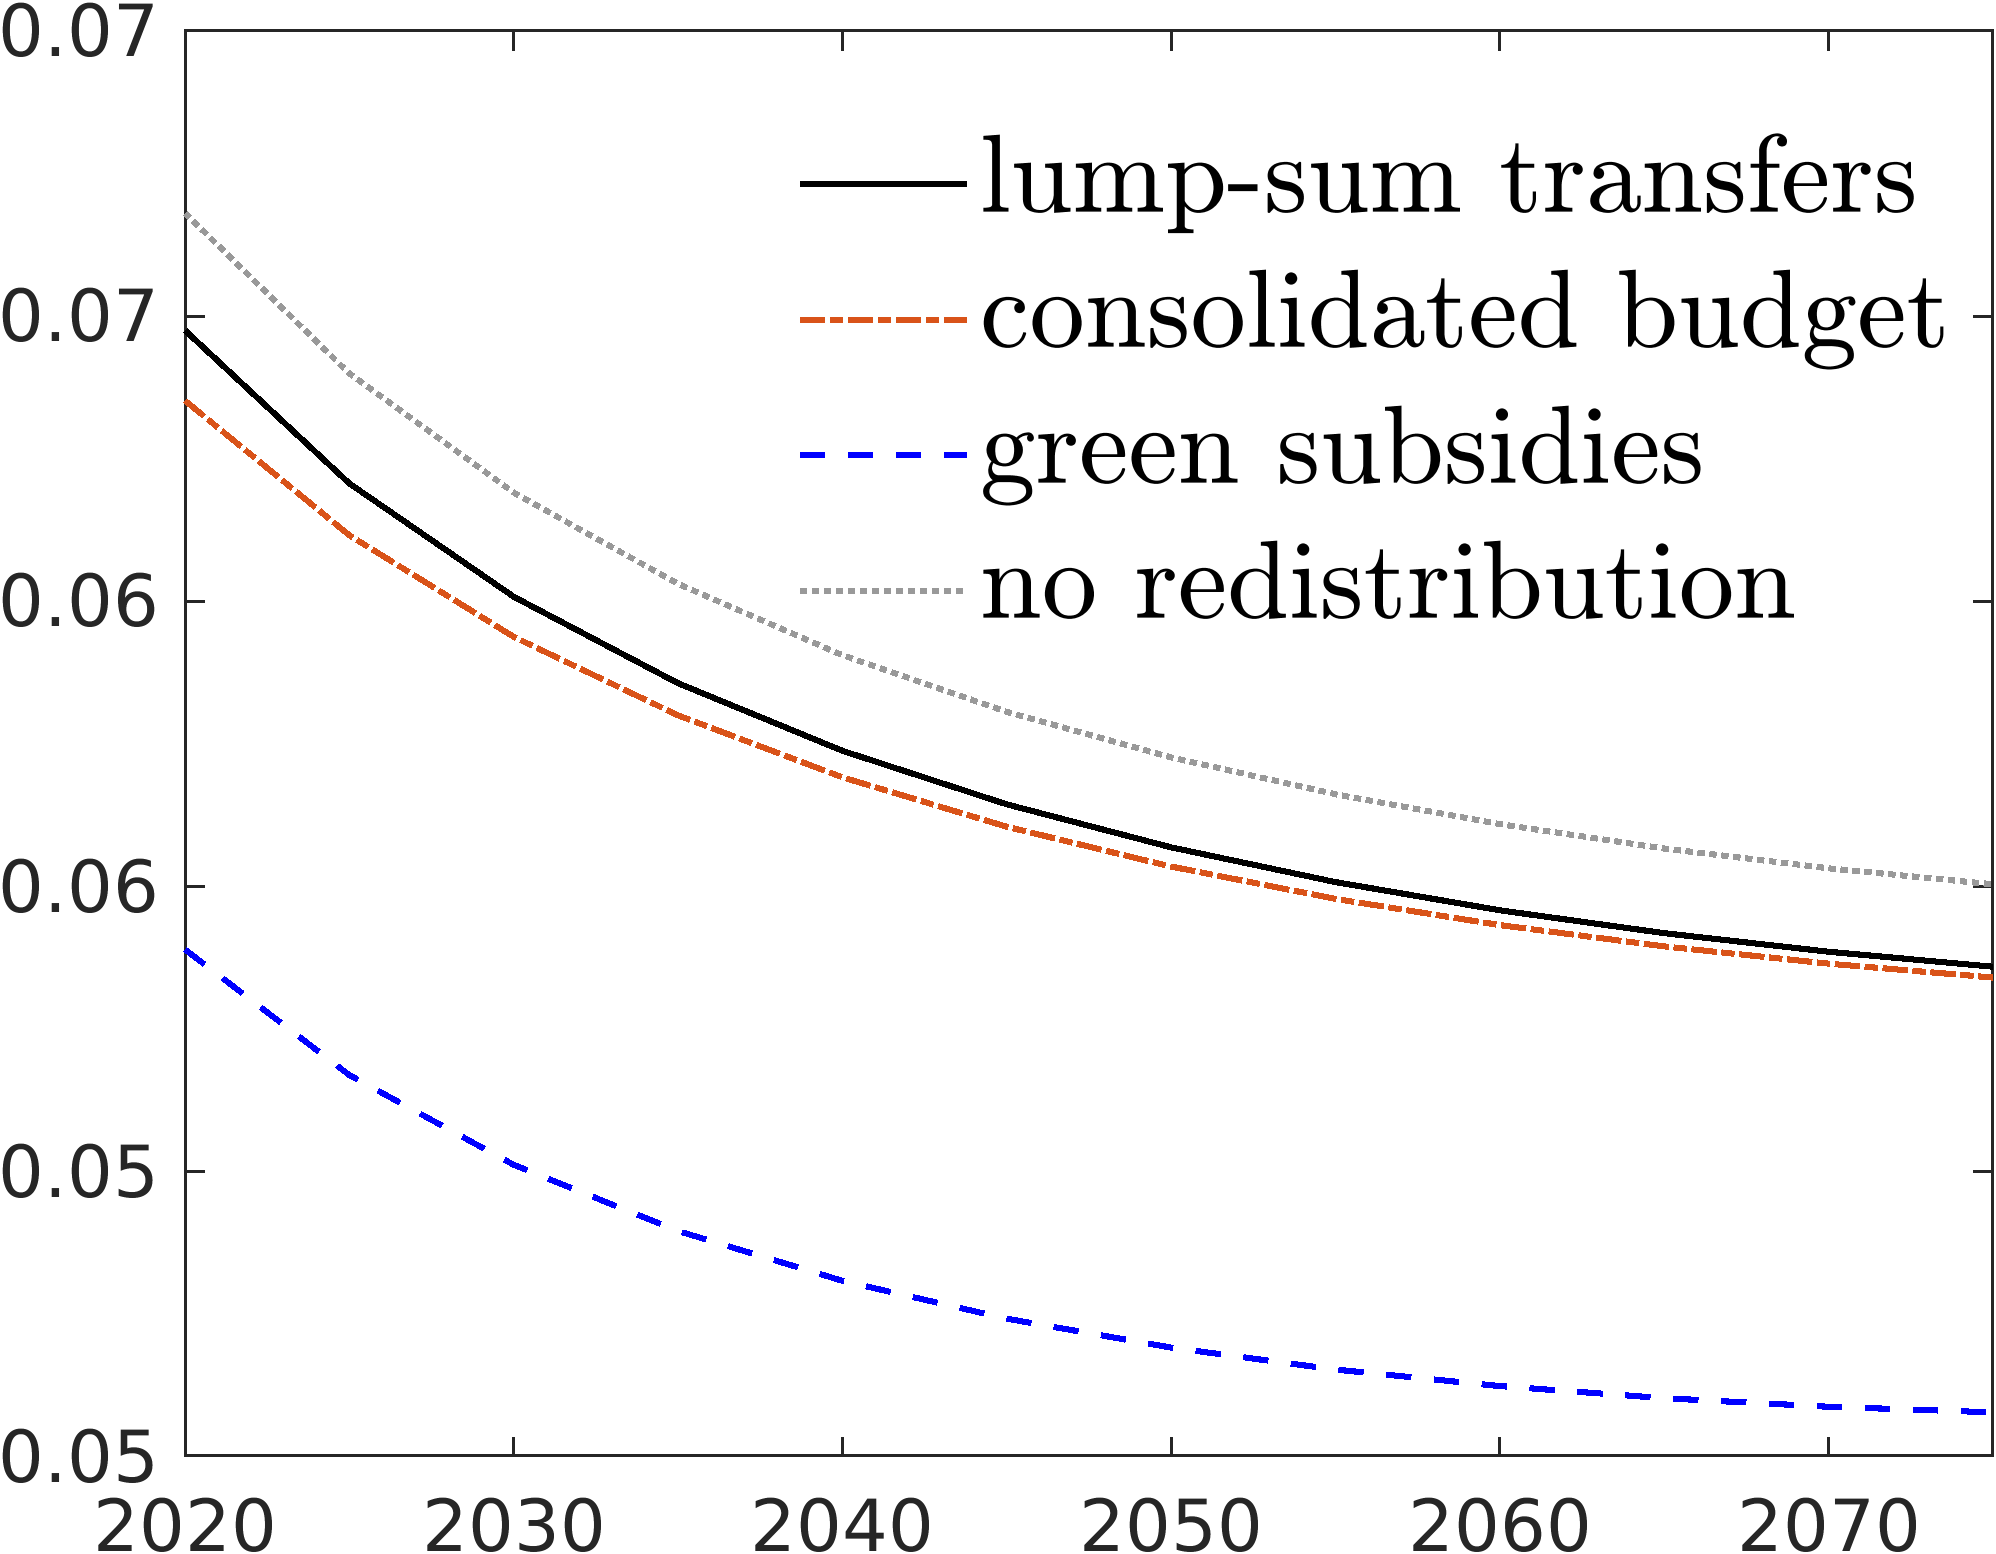 0.07
0.07
0.06
0.06
0.05
0.05
lump-sum transfers
consolidated budget
green subsidies
no redistribution
2020 2030 2040 2050 2060 2070